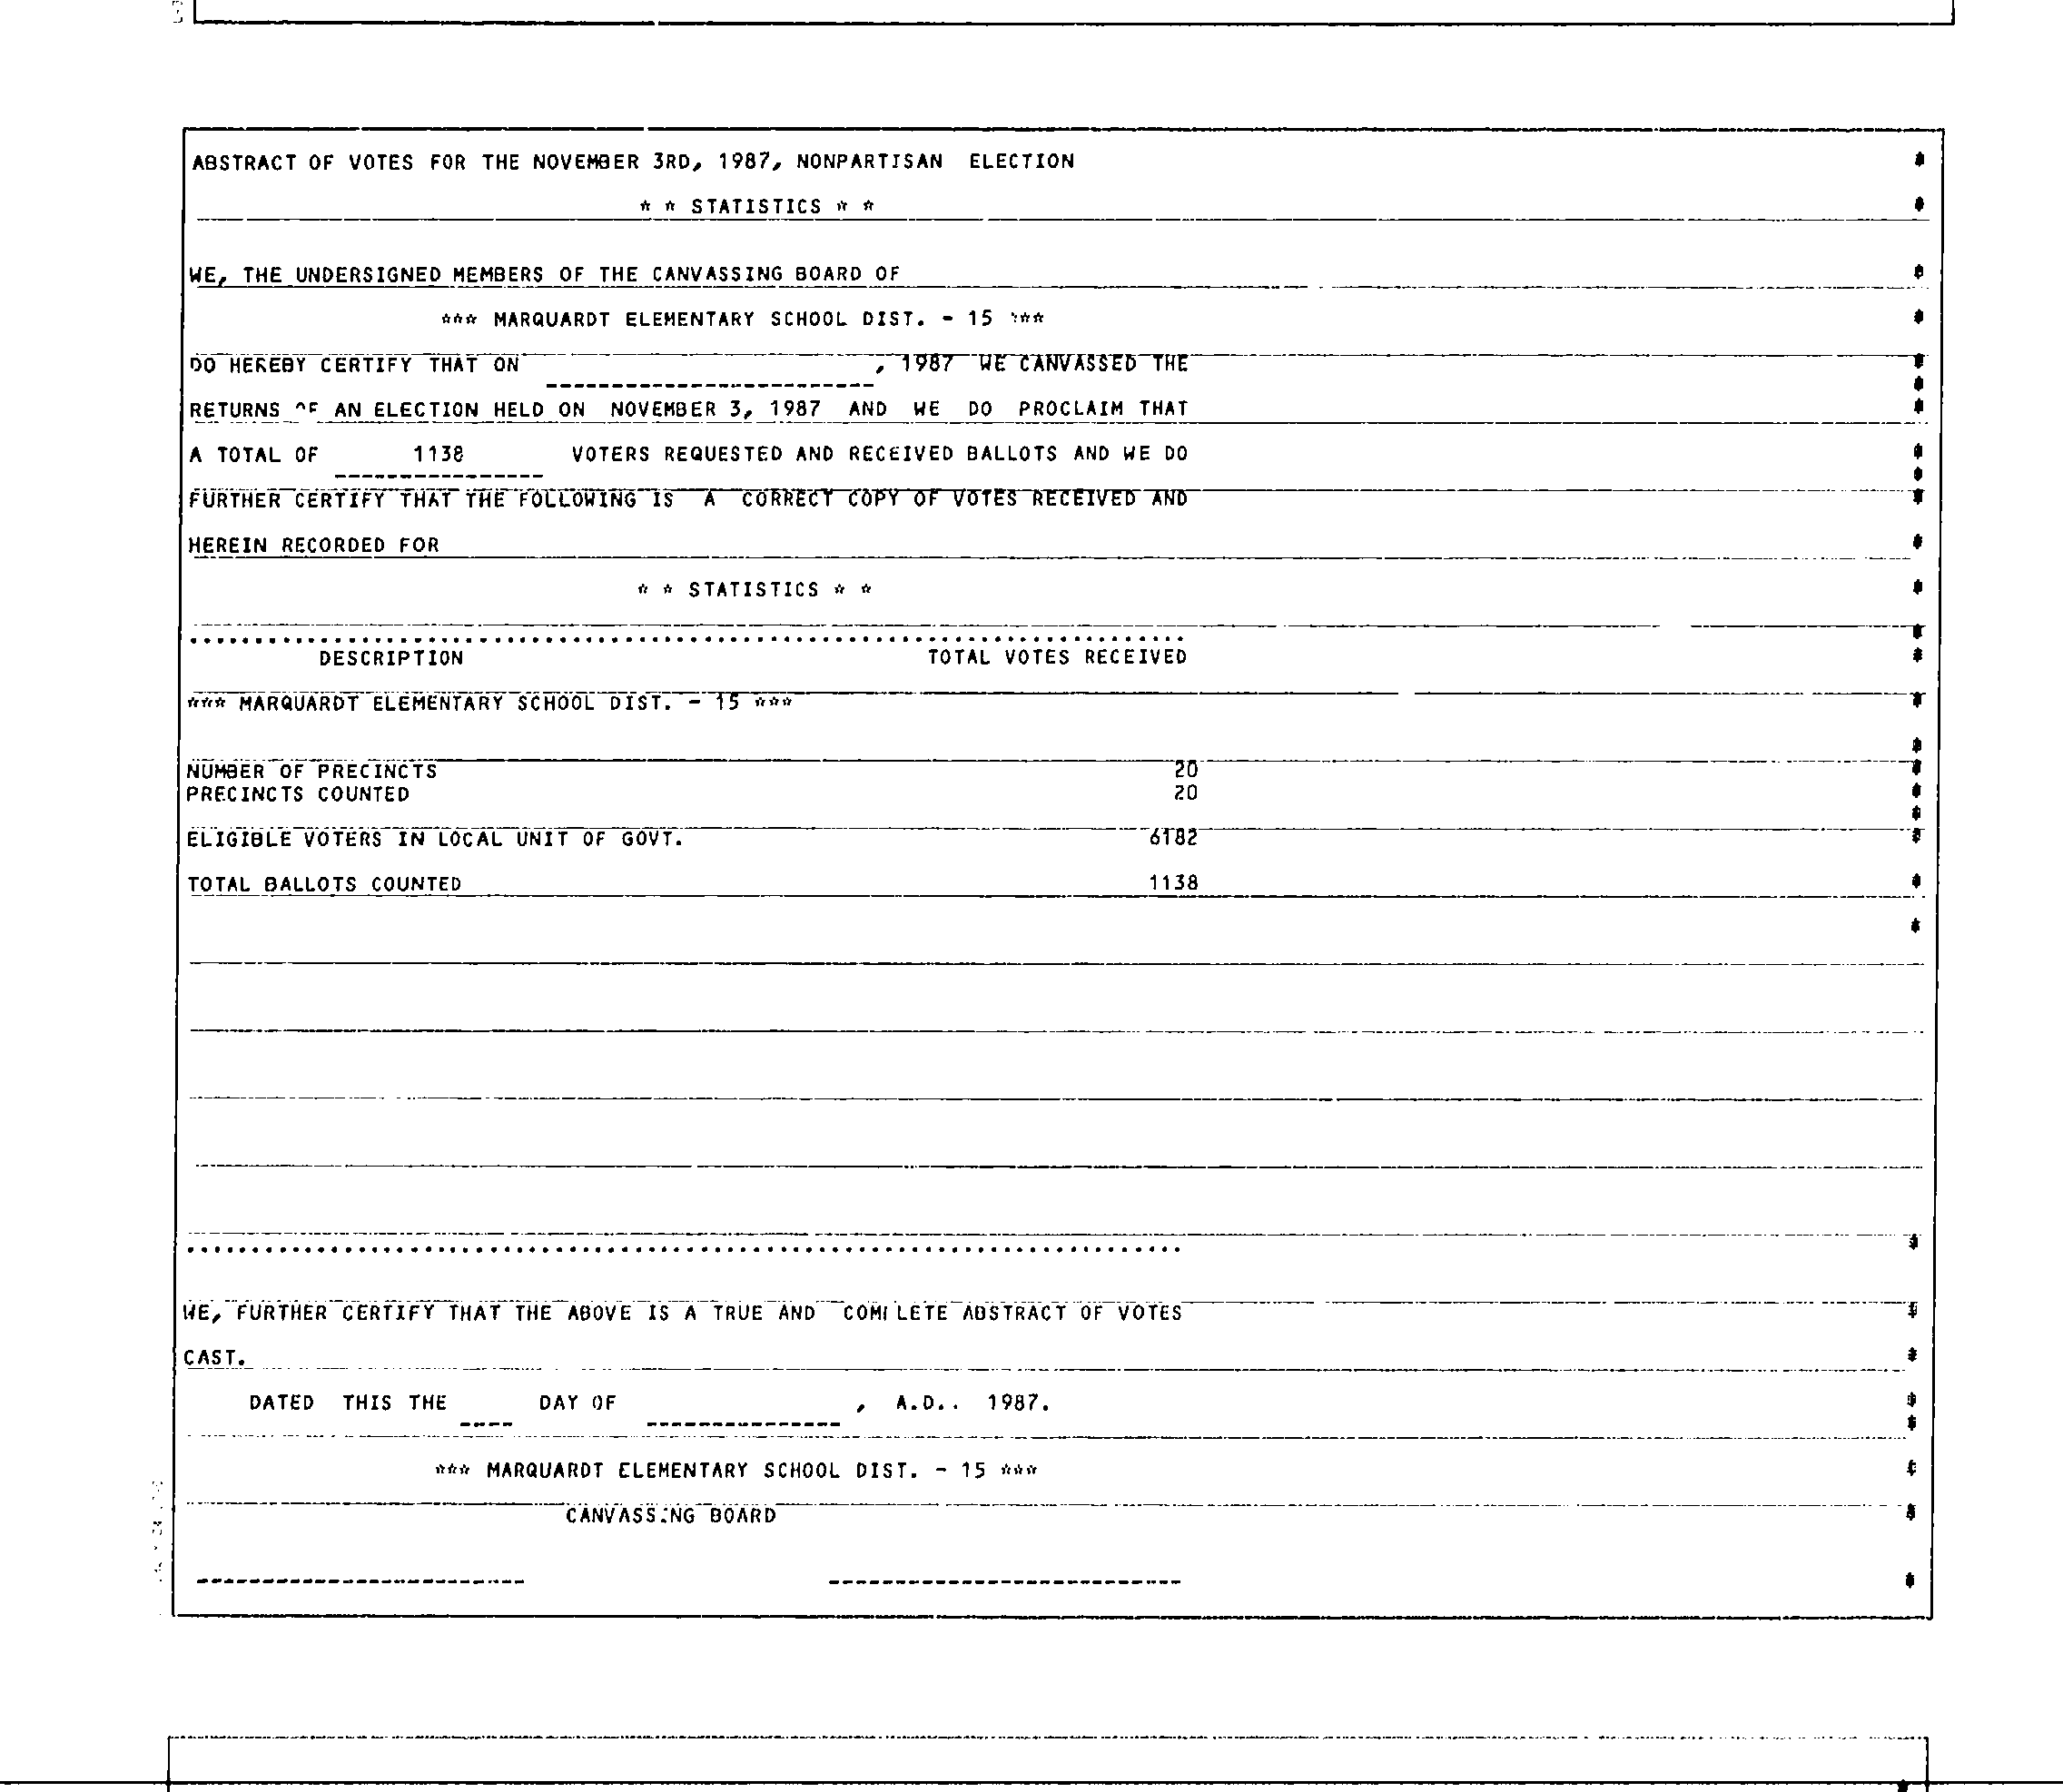 ABSTRACT OF VOTES FOR THE NOVEMBER 3RD, 1987, NONPARTISAN ELECTION
* * STATISTICS * *
WE, THE UNDERSIGNED MEMBERS OF THE CANVASSING BOARD OF
*** MARQUARDT ELEMENTARY SCHOOL DIST. - 15 ***
DO HEREBY CERTIFY THAT ON , 1987 WE CANVASSED THE
RETURNS OF AN ELECTION HELD ON NOVEMBER 3, 1987 AND WE DO PROCLAIM THAT
A TOTAL OF 1138 VOTERS REQUESTED AND RECEIVED BALLOTS AND WE DO
FURTHER CERTIFY THAT THE FOLLOWING IS A CORRECT COPY OF VOTES RECEIVED AND
HEREIN RECORDED FOR
* * STATISTICS * *
DESCRIPTION TOTAL VOTES RECEIVED
*** MARQUARDT ELEMENTARY SCHOOL DIST. - 15 ***
NUMBER OF PRECINCTS 20
PRECINCTS COUNTED 20
ELIGIBLE VOTERS IN LOCAL UNIT OF GOVT. 6182
TOTAL BALLOTS COUNTED 1138
WE, FURTHER CERTIFY THAT THE ABOVE IS A TRUE AND COMPLETE ABSTRACT OF VOTES
CAST.
DATED THIS THE ____ DAY OF ______________ , A.D.. 1987.
*** MARQUARDT ELEMENTARY SCHOOL DIST. - 15 ***
CANVASSING BOARD